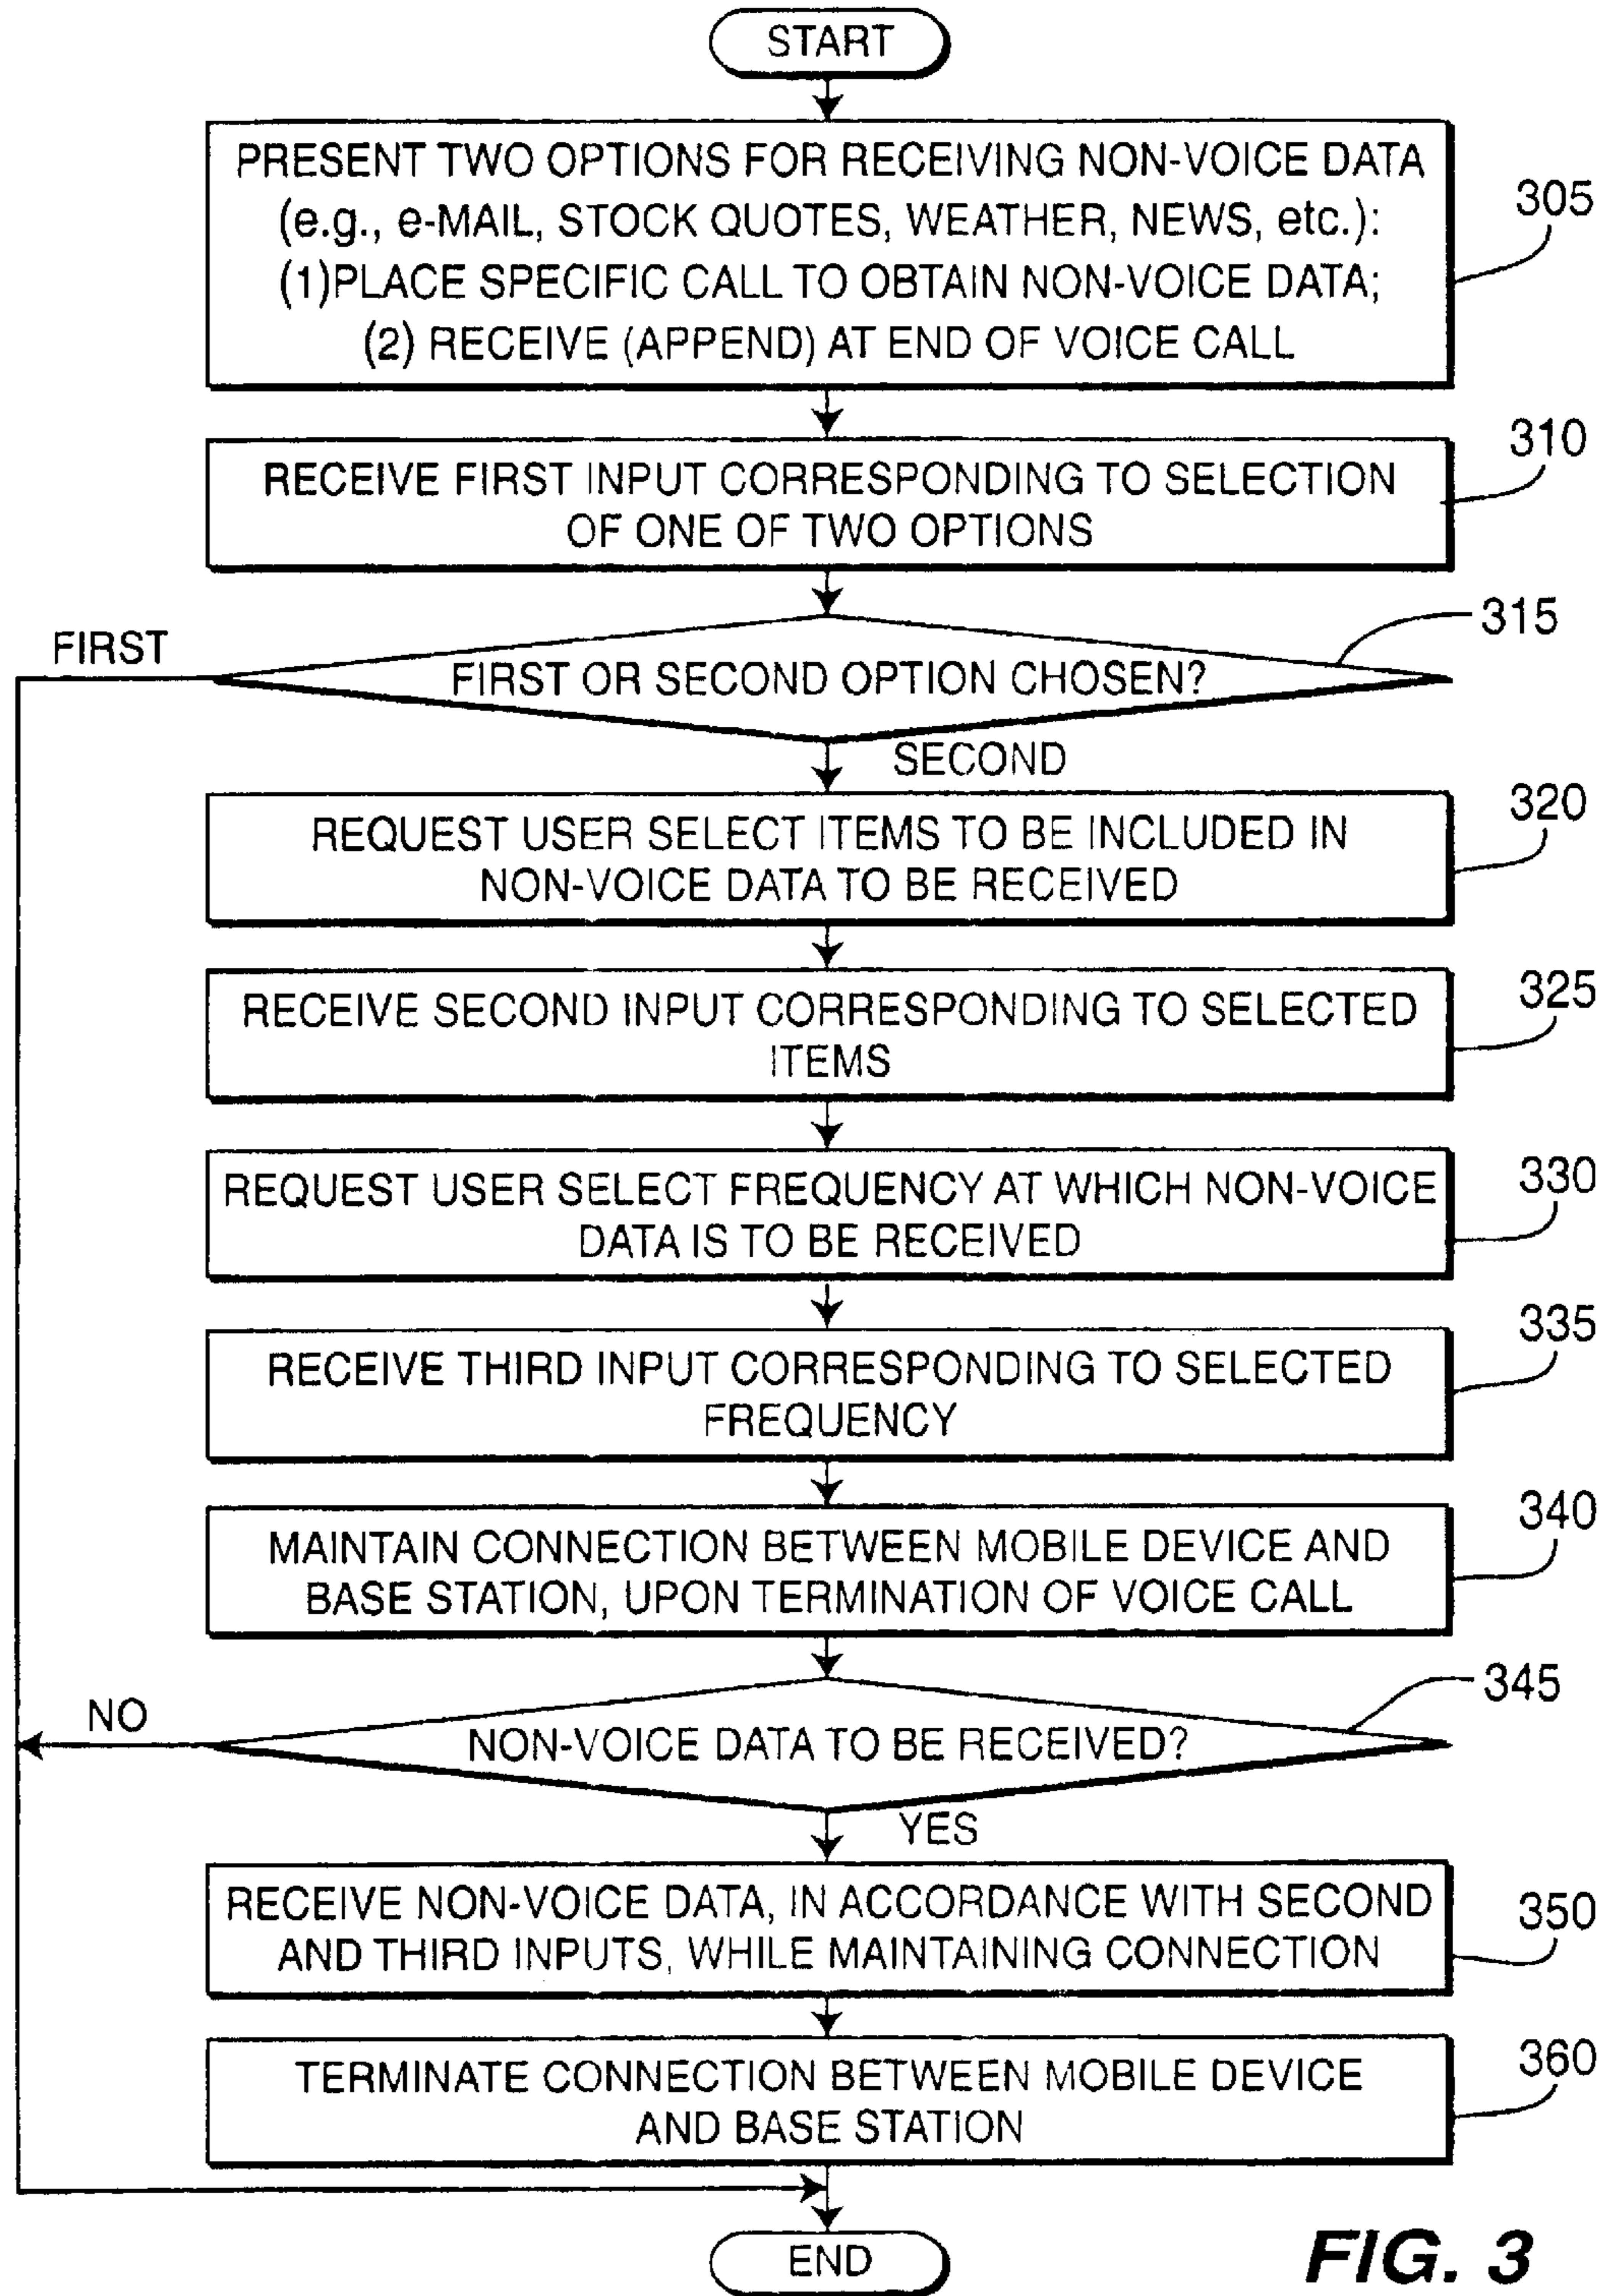 START
PRESENT TWO OPTIONS FOR RECEIVING NON-VOICE DATA
(e.g., e-MAIL, STOCK QUOTES, WEATHER, NEWS, etc.):
(1)PLACE SPECIFIC CALL TO OBTAIN NON-VOICE DATA;
(2) RECEIVE (APPEND) AT END OF VOICE CALL
305
RECEIVE FIRST INPUT CORRESPONDING TO SELECTION
OF ONE OF TWO OPTIONS
310
FIRST
FIRST OR SECOND OPTION CHOSEN?
315
SECOND
REQUEST USER SELECT ITEMS TO BE INCLUDED IN
NON-VOICE DATA TO BE RECEIVED
320
RECEIVE SECOND INPUT CORRESPONDING TO SELECTED
ITEMS
325
REQUEST USER SELECT FREQUENCY AT WHICH NON-VOICE
DATA IS TO BE RECEIVED
330
RECEIVE THIRD INPUT CORRESPONDING TO SELECTED
FREQUENCY
335
MAINTAIN CONNECTION BETWEEN MOBILE DEVICE AND
BASE STATION, UPON TERMINATION OF VOICE CALL
340
NO
NON-VOICE DATA TO BE RECEIVED?
345
YES
RECEIVE NON-VOICE DATA, IN ACCORDANCE WITH SECOND
AND THIRD INPUTS, WHILE MAINTAINING CONNECTION
350
TERMINATE CONNECTION BETWEEN MOBILE DEVICE
AND BASE STATION
360
END
FIG. 3